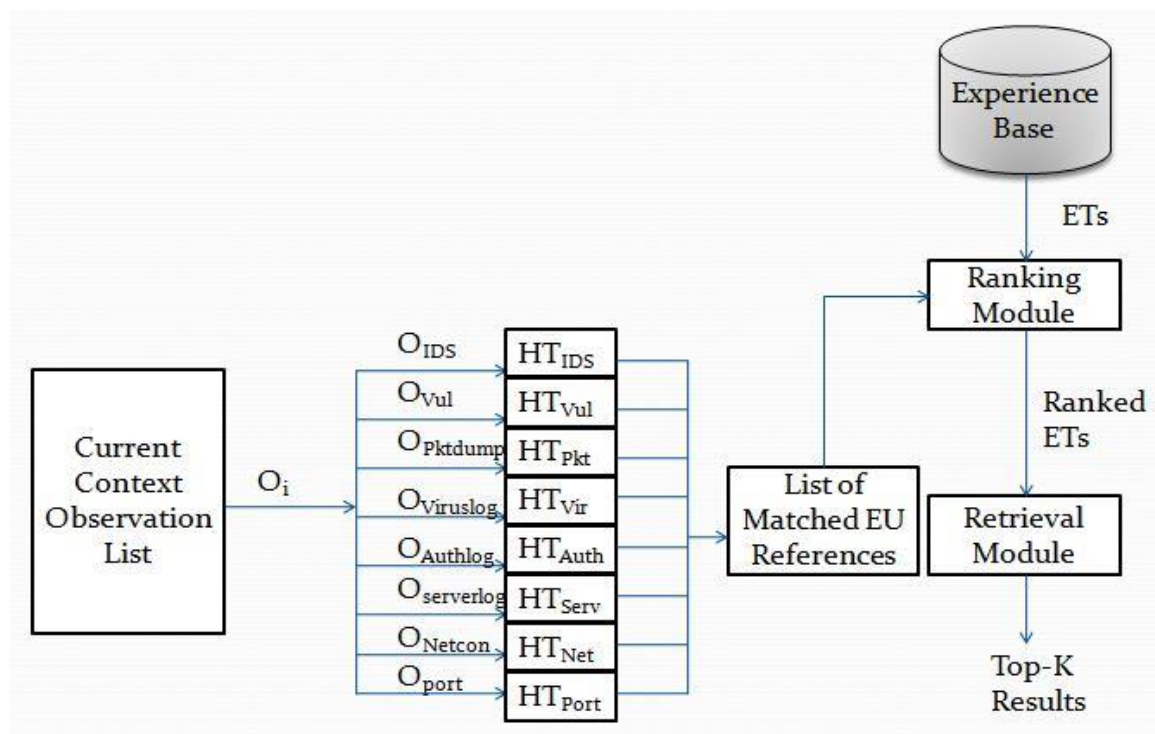 Experience
Base
ETs
Ranking
Module
Ranked
ETs
Retrieval
Module
Top-K
Results
Current
Context
Observation
List
Oi
OIDS
HTIDS
OVul
HTVul
OPktdump
HTPkt
OViruslog
HTVir
OAuthlog
HTAuth
Oserverlog
HTServ
ONetcon
HTNet
Oport
HTPort
List of
Matched EU
References